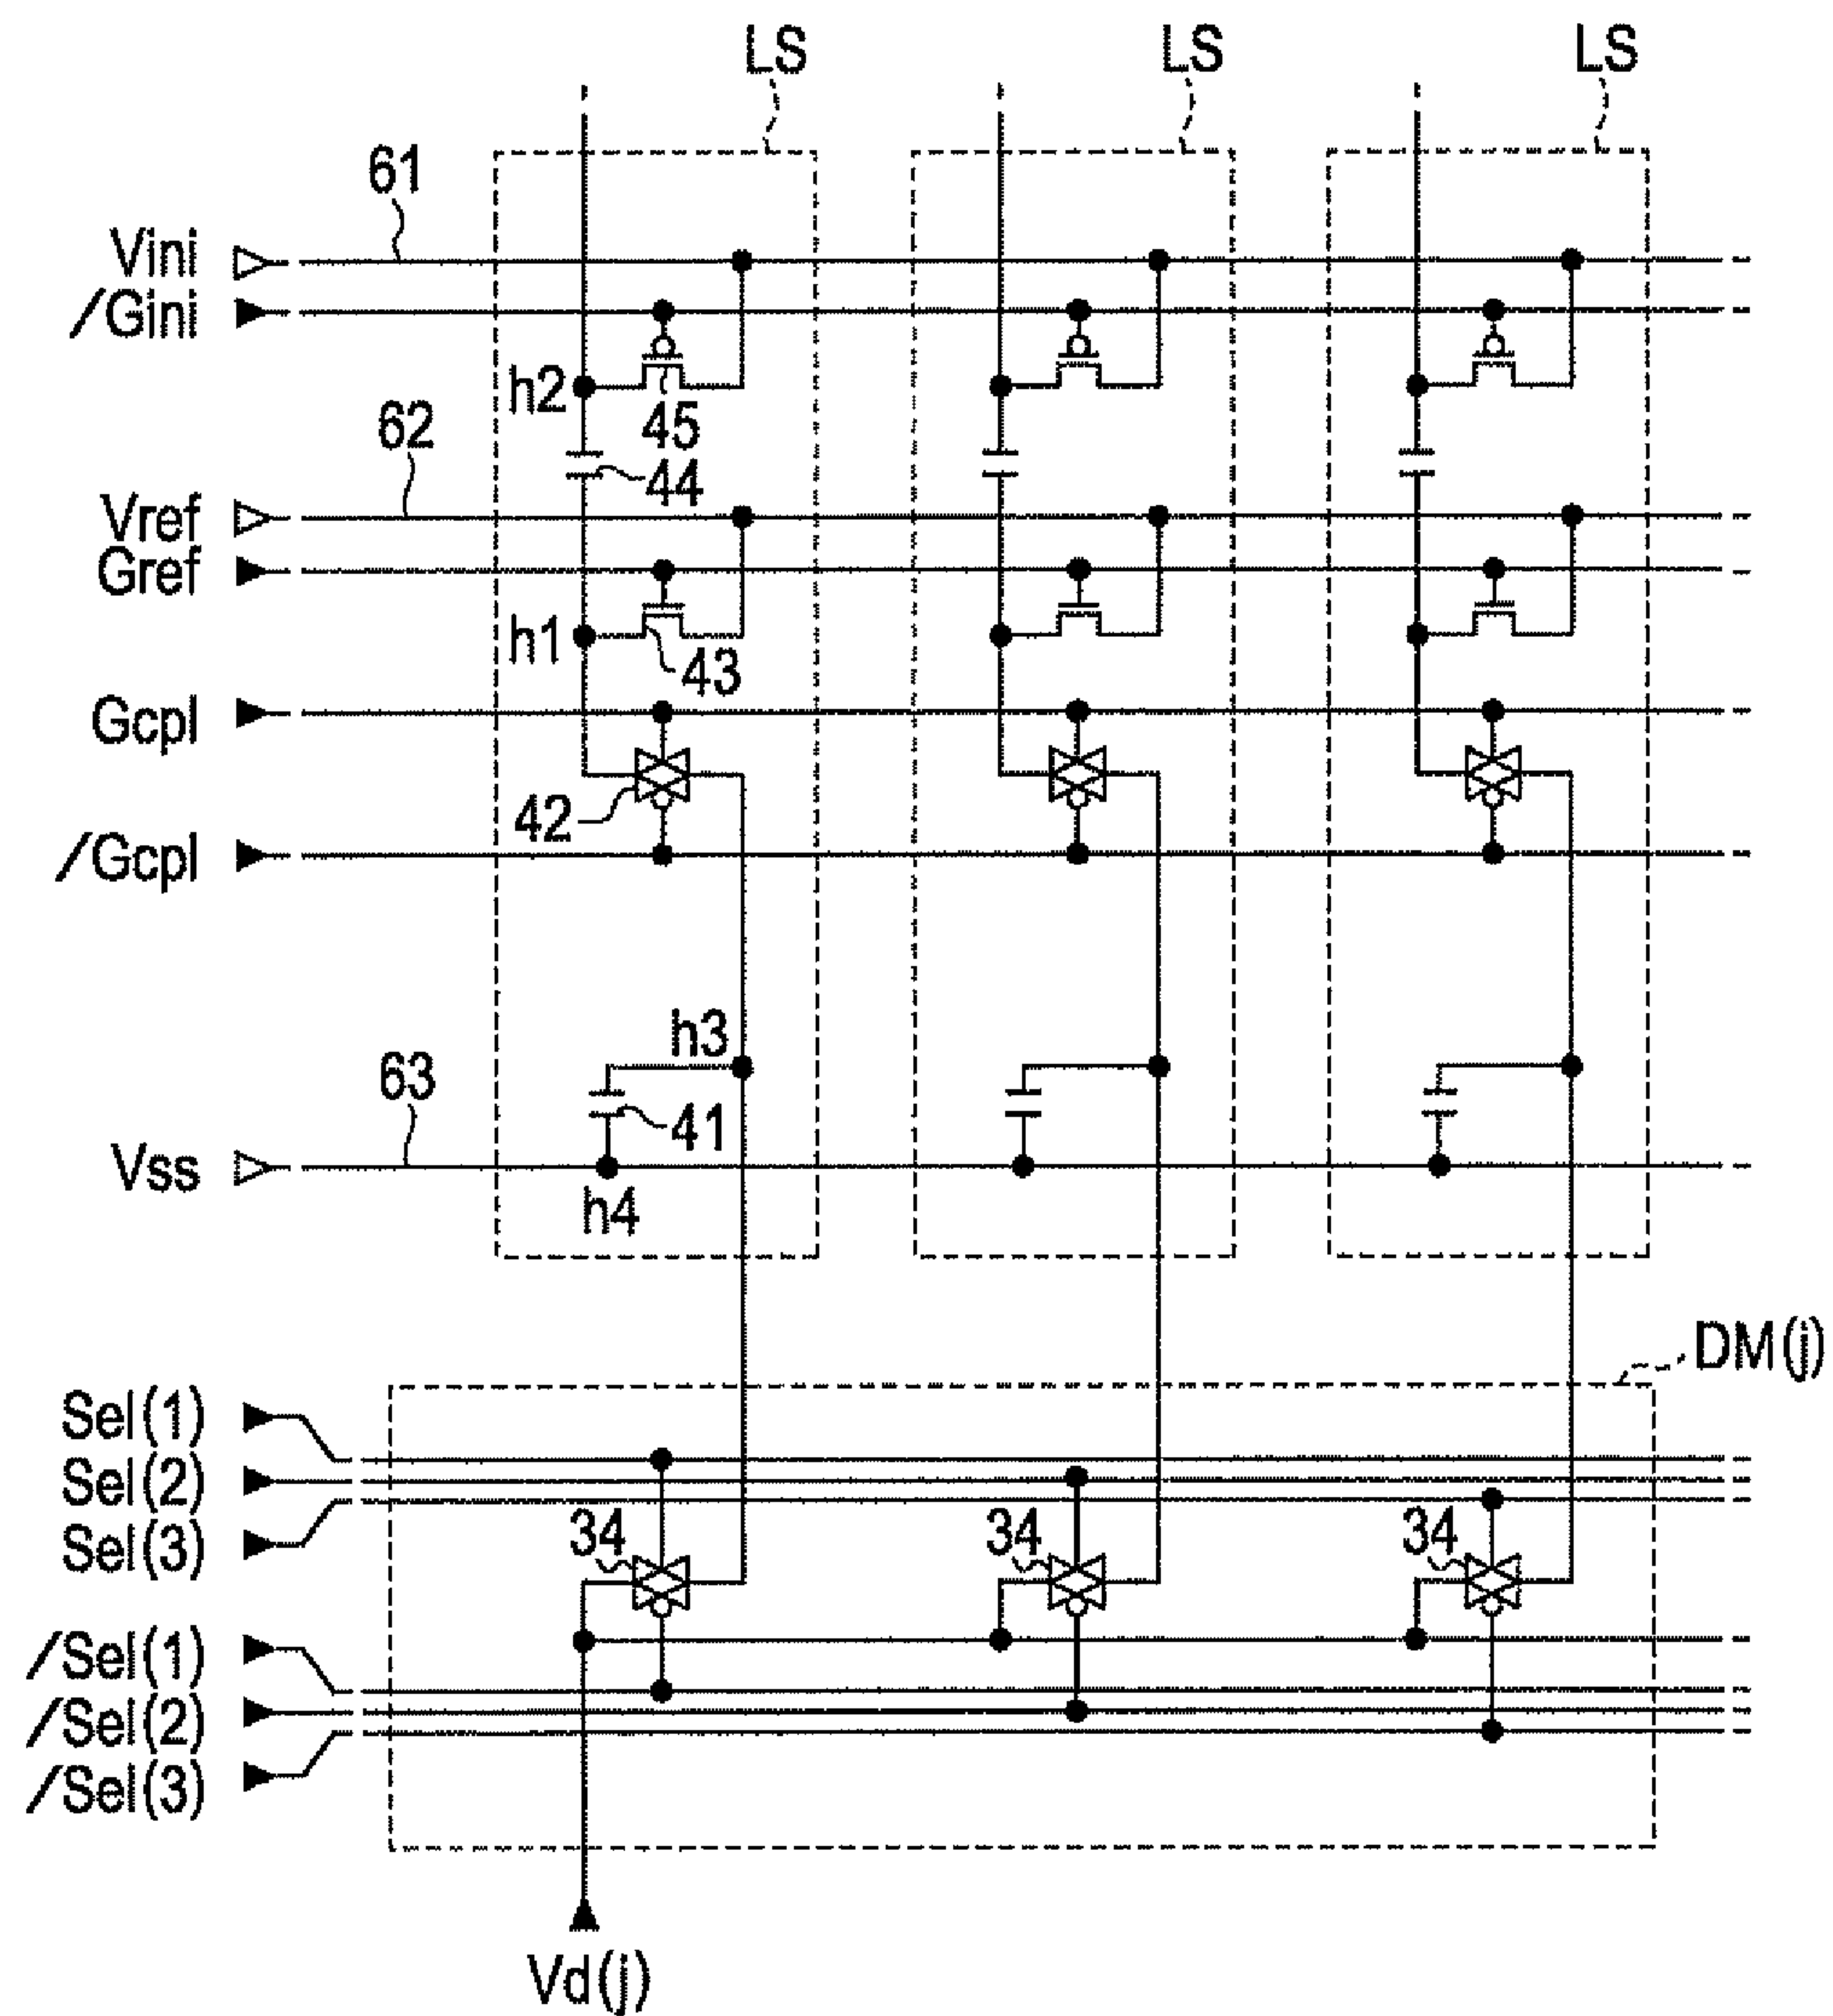 LS LS LS
61
Vini
/Gini
h2
45
62
44
Vref
Gref
h1
43
Gcpl
42
/Gcpl
h3
63
41
Vss
h4
DM(j)
Sel(1)
Sel(2)
34 34 34
Sel(3)
/Sel(1)
/Sel(2)
/Sel(3)
Vd(j)